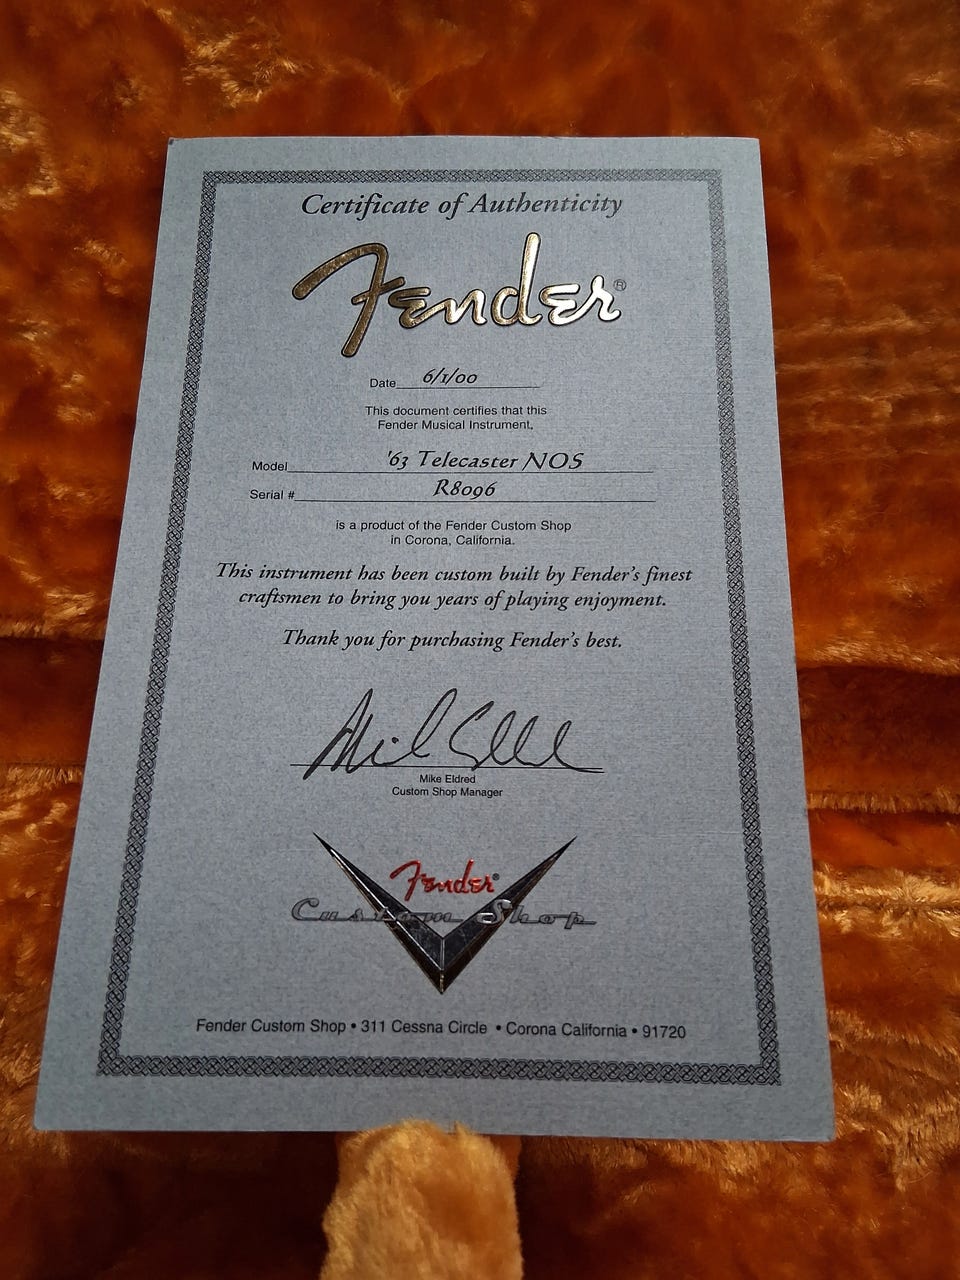 Certificate of Authenticity
Fender®
Date 6/1/00
This document certifies that this
Fender Musical Instrument,
Model '63 Telecaster NOS
Serial # R8096
is a product of the Fender Custom Shop
in Corona, California.
This instrument has been custom built by Fender's finest
craftsmen to bring you years of playing enjoyment.
Thank you for purchasing Fender's best.
Mike Eldred
Mike Eldred
Custom Shop Manager
Fender®
Custom Shop
Fender Custom Shop • 311 Cessna Circle • Corona California • 91720